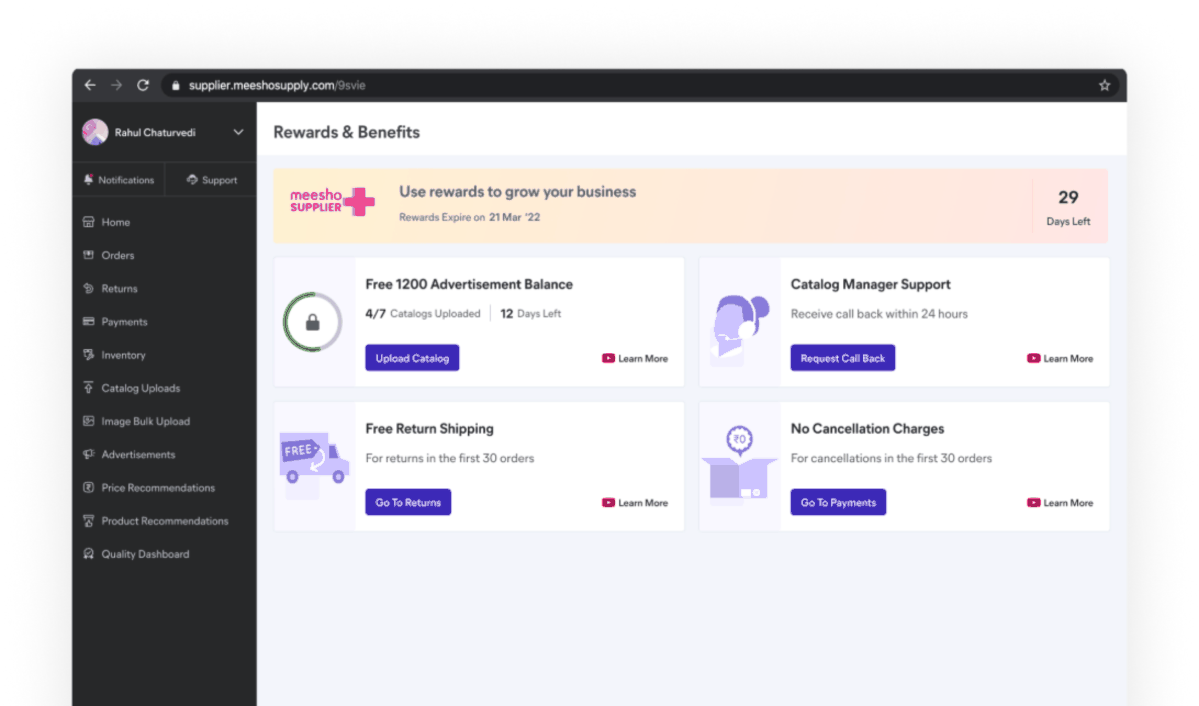 supplier.meeshosupply.com/9svie
Rahul Chaturvedi
Notifications
Support
Home
Orders
Returns
Payments
Inventory
Catalog Uploads
Image Bulk Upload
Advertisements
Price Recommendations
Product Recommendations
Quality Dashboard
Rewards & Benefits
meesho
SUPPLIER
Use rewards to grow your business
Rewards Expire on 21 Mar '22
29
Days Left
Free 1200 Advertisement Balance
4/7 Catalogs Uploaded 12 Days Left
Upload Catalog Learn More
Catalog Manager Support
Receive call back within 24 hours
Request Call Back Learn More
FREE
Free Return Shipping
For returns in the first 30 orders
Go To Returns Learn More
₹0
No Cancellation Charges
For cancellations in the first 30 orders
Go To Payments Learn More